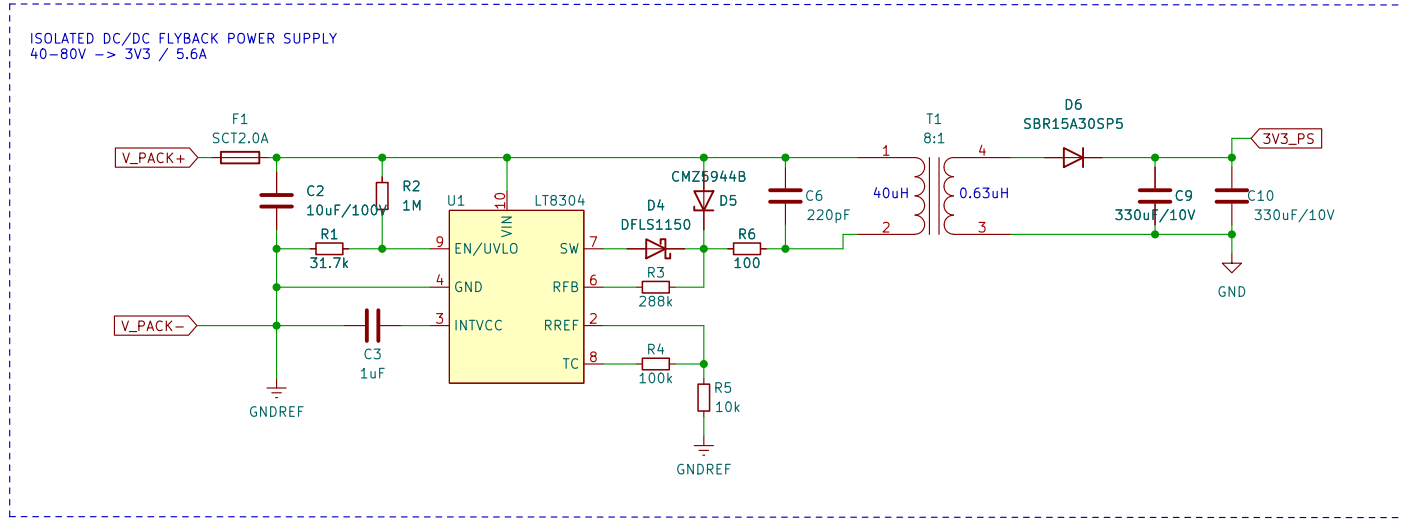 ISOLATED DC/DC FLYBACK POWER SUPPLY
40-80V -> 3V3 / 5.6A
F1
SCT2.0A
V_PACK+
C2
10uF/100V
R2
1M
R1
31.7k
V_PACK-
C3
1uF
GNDREF
U1
LT8304
10
VIN
9
EN/UVLO
4
GND
3
INTVCC
SW
7
RFB
6
RREF
2
TC
8
D4
DFLS1150
CMZ5944B
D5
R6
100
R3
288k
R4
100k
R5
10k
GNDREF
C6
220pF
T1
8:1
1
2
40uH
0.63uH
4
3
D6
SBR15A30SP5
C9
330uF/10V
C10
330uF/10V
3V3_PS
GND